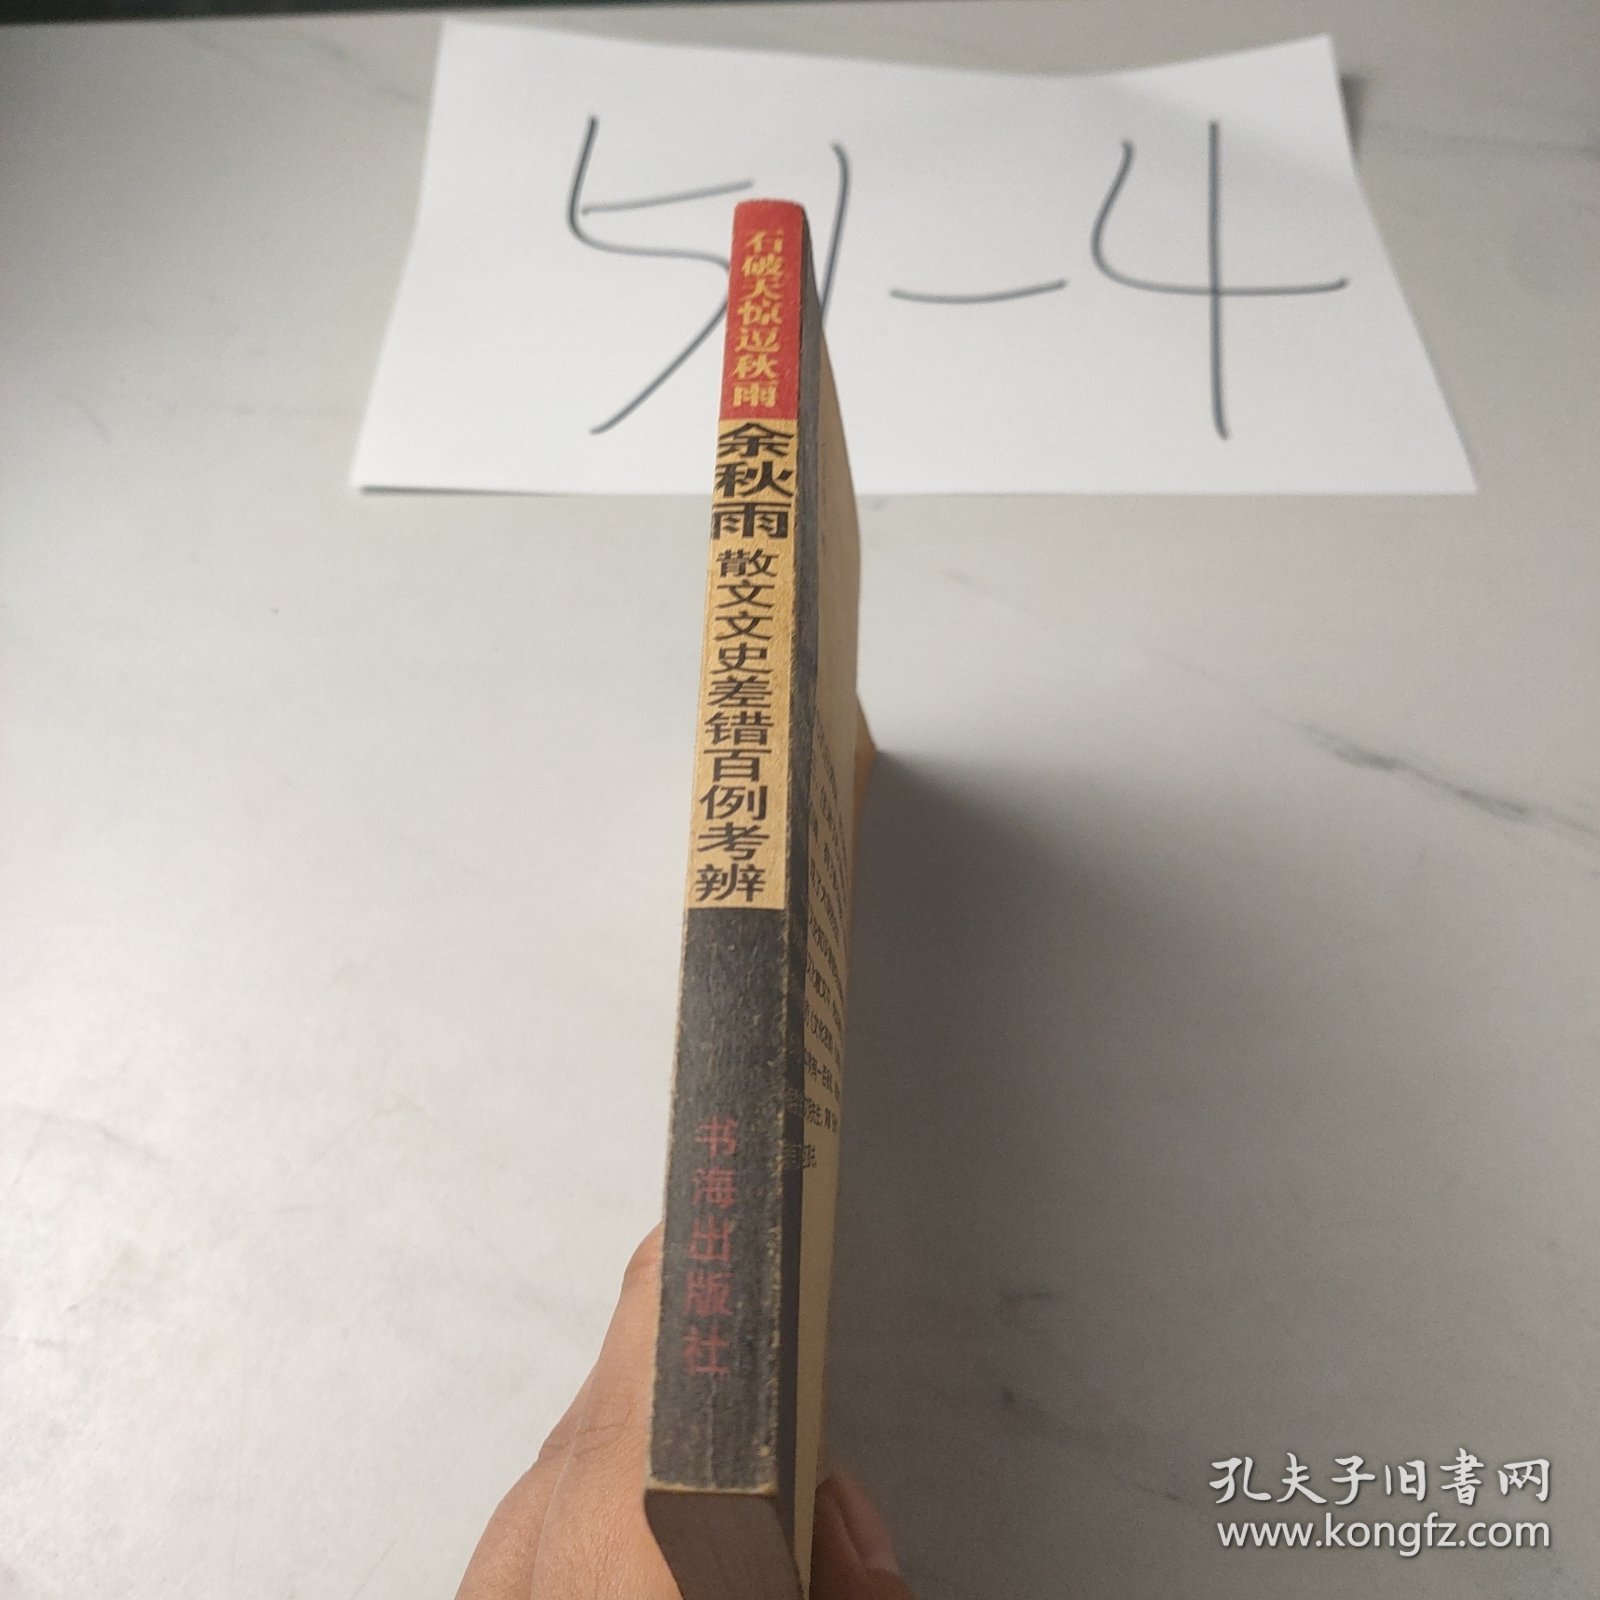 51-4
石破天惊逗秋雨
余秋雨散文文史差错百例考辨
书海出版社
孔夫子旧书网
www.kongfz.com